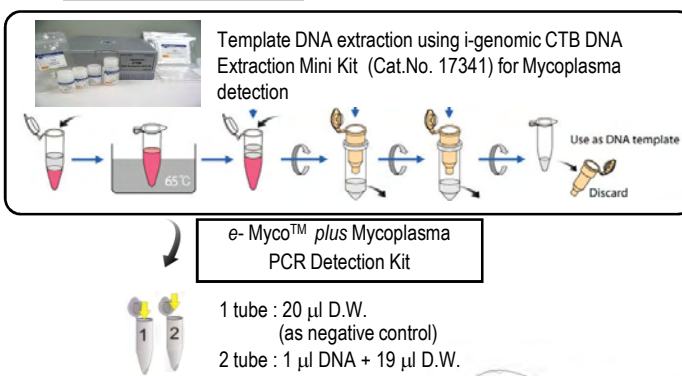 Template DNA extraction using i-genomic CTB DNA
Extraction Mini Kit (Cat.No. 17341) for Mycoplasma
detection
65℃
Use as DNA template
Discard
e- Myco™ plus Mycoplasma
PCR Detection Kit
1 2
1 tube : 20 μl D.W.
(as negative control)
2 tube : 1 μl DNA + 19 μl D.W.